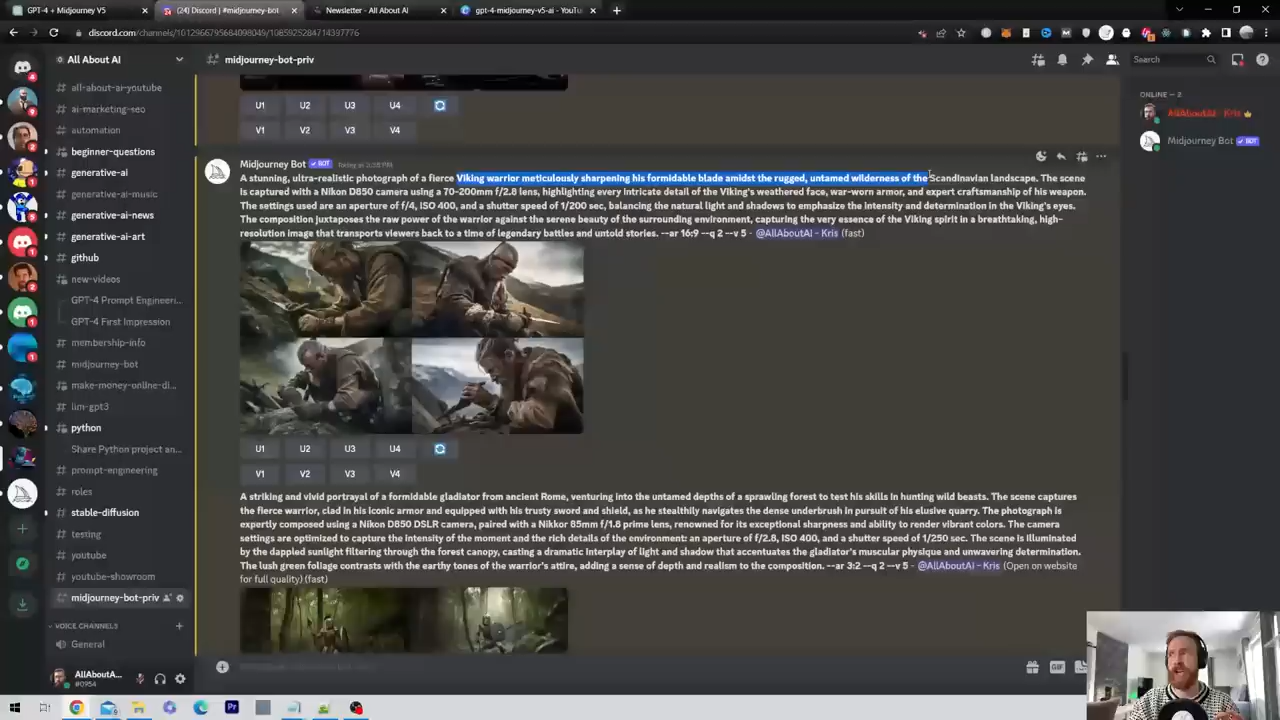 GPT-4 + Midjourney V5
(24) Discord | #midjourney-bot
Newsletter - All About AI
gpt-4-midjourney-v5-ai - YouTu
discord.com/channels/1012966795684098049/1085925284714397776
All About AI
midjourney-bot-priv
Search
all-about-ai-youtube
ai-marketing-seo
automation
beginner-questions
generative-ai
generative-ai-music
generative-ai-news
generative-ai-art
github
new-videos
GPT-4 Prompt Engineeri...
GPT-4 First Impression
membership-info
midjourney-bot
make-money-online-di...
llm-gpt3
python
Share Python project an...
prompt-engineering
roles
stable-diffusion
testing
youtube
youtube-showroom
midjourney-bot-priv
VOICE CHANNELS
General
AllAboutA...
#0954
U1 U2 U3 U4
V1 V2 V3 V4
Midjourney Bot BOT
A stunning, ultra-realistic photograph of a fierce Viking warrior meticulously sharpening his formidable blade amidst the rugged, untamed wilderness of the Scandinavian landscape. The scene
is captured with a Nikon D850 camera using a 70-200mm f/2.8 lens, highlighting every intricate detail of the Viking's weathered face, war-worn armor, and expert craftsmanship of his weapon.
The settings used are an aperture of f/4, ISO 400, and a shutter speed of 1/200 sec, balancing the natural light and shadows to emphasize the intensity and determination in the Viking's eyes.
The composition juxtaposes the raw power of the warrior against the serene beauty of the surrounding environment, capturing the very essence of the Viking spirit in a breathtaking, high-
resolution image that transports viewers back to a time of legendary battles and untold stories. --ar 16:9 --q 2 --v 5 - @AllAboutAI - Kris (fast)
U1 U2 U3 U4
V1 V2 V3 V4
A striking and vivid portrayal of a formidable gladiator from ancient Rome, venturing into the untamed depths of a sprawling forest to test his skills in hunting wild beasts. The scene captures
the fierce warrior, clad in his iconic armor and equipped with his trusty sword and shield, as he stealthily navigates the dense underbrush in pursuit of his elusive quarry. The photograph is
expertly composed using a Nikon D850 DSLR camera, paired with a Nikkor 85mm f/1.8 prime lens, renowned for its exceptional sharpness and ability to render vibrant colors. The camera
settings are optimized to capture the intensity of the moment and the rich details of the environment: an aperture of f/2.8, ISO 400, and a shutter speed of 1/250 sec. The scene is illuminated
by the dappled sunlight filtering through the forest canopy, casting a dramatic interplay of light and shadow that accentuates the gladiator's muscular physique and unwavering determination.
The lush green foliage contrasts with the earthy tones of the warrior's attire, adding a sense of depth and realism to the composition. --ar 3:2 --q 2 --v 5 - @AllAboutAI - Kris (Open on website
for full quality) (fast)
GIF
ONLINE — 2
AllAboutAI - Kris
Midjourney Bot BOT